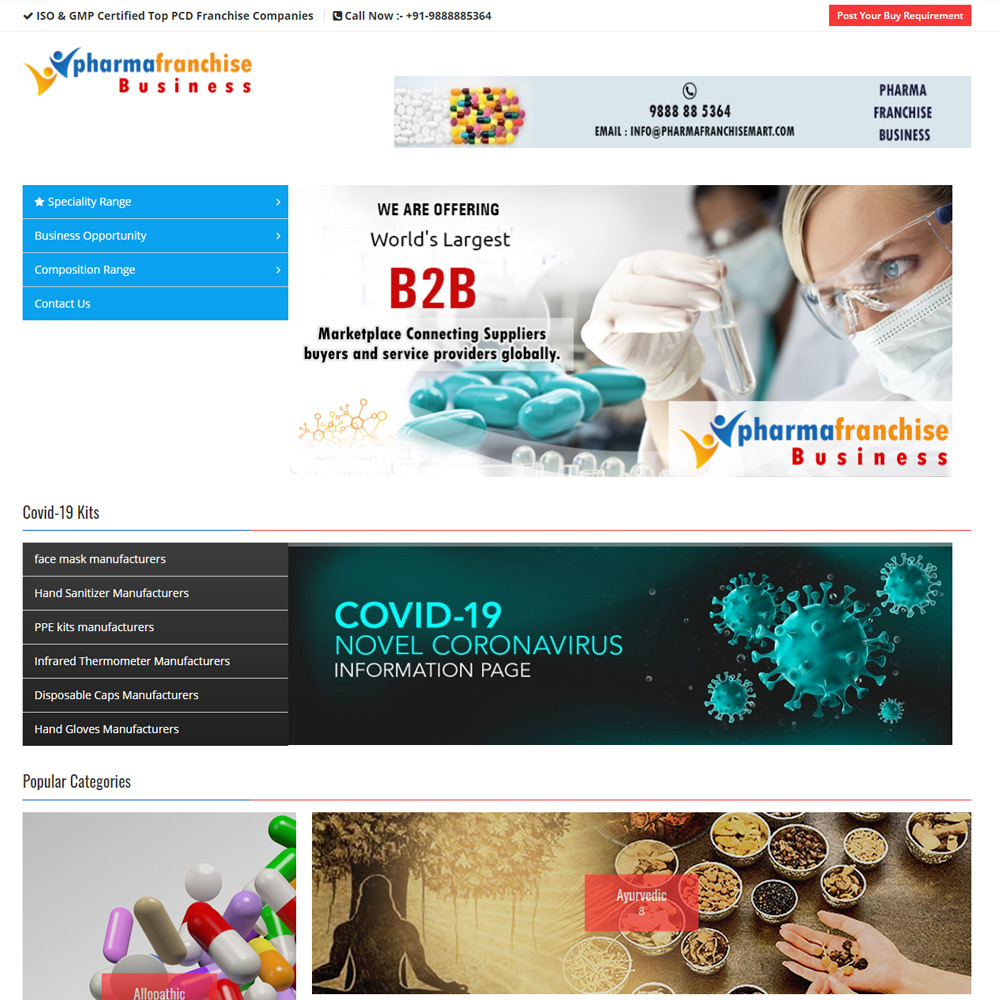 ISO & GMP Certified Top PCD Franchise Companies
Call Now :- +91-9888885364
Post Your Buy Requirement
pharmafranchise
Business
9888 88 5364
EMAIL : INFO@PHARMAFRANCHISEMART.COM
PHARMA
FRANCHISE
BUSINESS
Speciality Range
Business Opportunity
Composition Range
Contact Us
WE ARE OFFERING
World's Largest
B2B
Marketplace Connecting Suppliers
buyers and service providers globally.
pharmafranchise
Business
Covid-19 Kits
face mask manufacturers
Hand Sanitizer Manufacturers
PPE kits manufacturers
Infrared Thermometer Manufacturers
Disposable Caps Manufacturers
Hand Gloves Manufacturers
COVID-19
NOVEL CORONAVIRUS
INFORMATION PAGE
Popular Categories
Allopathic
Ayurvedic
8